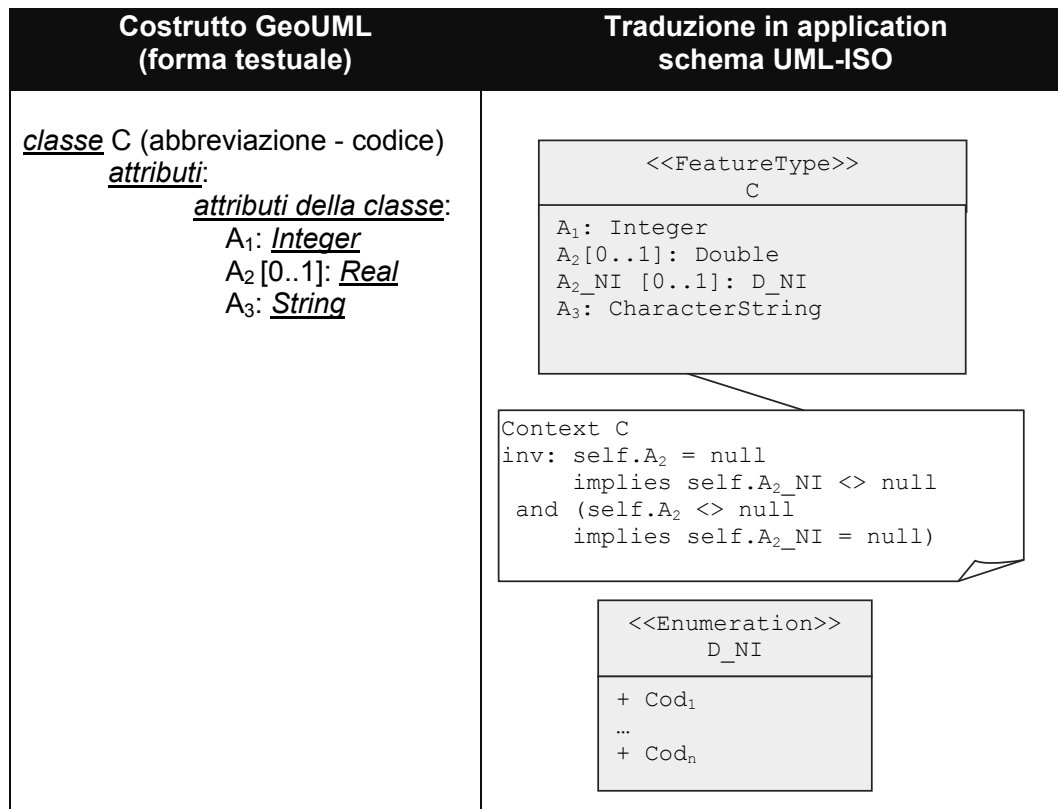 Costrutto GeoUML
(forma testuale)
Traduzione in application
schema UML-ISO
classe C (abbreviazione - codice)
attributi:
attributi della classe:
A₁: Integer
A₂ [0..1]: Real
A₃: String
<<FeatureType>>
C
A₁: Integer
A₂[0..1]: Double
A₂_NI [0..1]: D_NI
A₃: CharacterString
Context C
inv: self.A₂ = null
implies self.A₂_NI <> null
and (self.A₂ <> null
implies self.A₂_NI = null)
<<Enumeration>>
D_NI
+ Cod₁
…
+ Codₙ